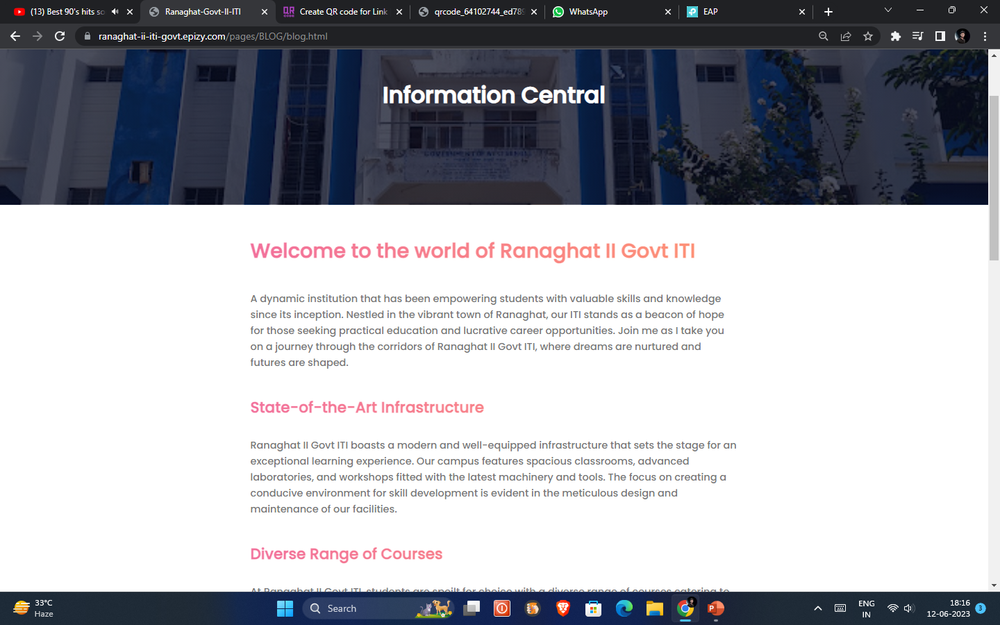 (13) Best 90's hits so
Ranaghat-Govt-II-ITI
Create QR code for Link
qrcode_64102744_ed789
WhatsApp
EAP
ranaghat-ii-iti-govt.epizy.com/pages/BLOG/blog.html
Information Central
Welcome to the world of Ranaghat II Govt ITI
A dynamic institution that has been empowering students with valuable skills and knowledge
since its inception. Nestled in the vibrant town of Ranaghat, our ITI stands as a beacon of hope
for those seeking practical education and lucrative career opportunities. Join me as I take you
on a journey through the corridors of Ranaghat II Govt ITI, where dreams are nurtured and
futures are shaped.
State-of-the-Art Infrastructure
Ranaghat II Govt ITI boasts a modern and well-equipped infrastructure that sets the stage for an
exceptional learning experience. Our campus features spacious classrooms, advanced
laboratories, and workshops fitted with the latest machinery and tools. The focus on creating a
conducive environment for skill development is evident in the meticulous design and
maintenance of our facilities.
Diverse Range of Courses
At Ranaghat II Govt ITI, students are spoilt for choice with a diverse range of courses catering to
33°C
Haze
Search
ENG
IN
18:16
12-06-2023
3